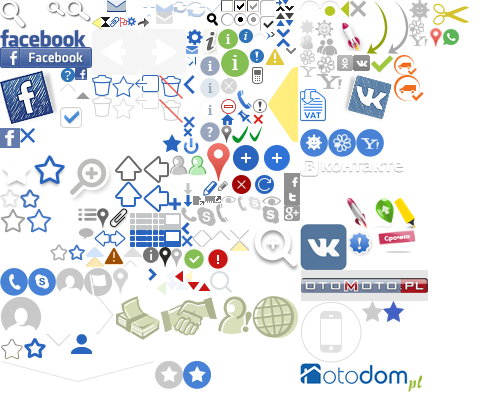 facebook
Facebook
VAT
вконтакте
Срочно
OTOMOTO PL
otodom pl